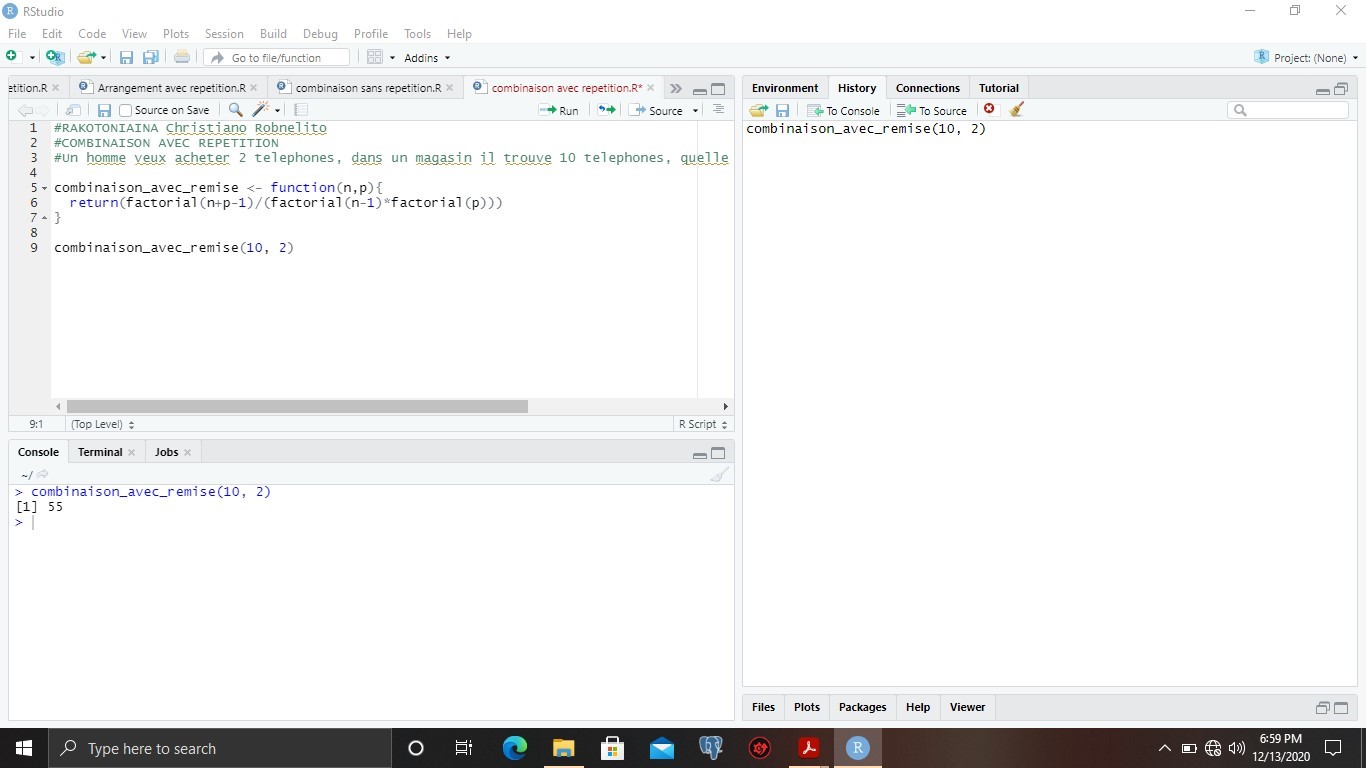 RStudio
File Edit Code View Plots Session Build Debug Profile Tools Help
Go to file/function Addins Project: (None)
etition.R Arrangement avec repetition.R combinaison sans repetition.R combinaison avec repetition.R*
Source on Save Run Source
1 #RAKOTONIAINA Christiano Robnelito
2 #COMBINAISON AVEC REPETITION
3 #Un homme veux acheter 2 telephones, dans un magasin il trouve 10 telephones, quelle
4
5 combinaison_avec_remise <- function(n,p){
6 return(factorial(n+p-1)/(factorial(n-1)*factorial(p)))
7 }
8
9 combinaison_avec_remise(10, 2)
9:1 (Top Level) R Script
Console Terminal Jobs
~/
> combinaison_avec_remise(10, 2)
[1] 55
>
Environment History Connections Tutorial
To Console To Source
combinaison_avec_remise(10, 2)
Files Plots Packages Help Viewer
Type here to search
6:59 PM
12/13/2020